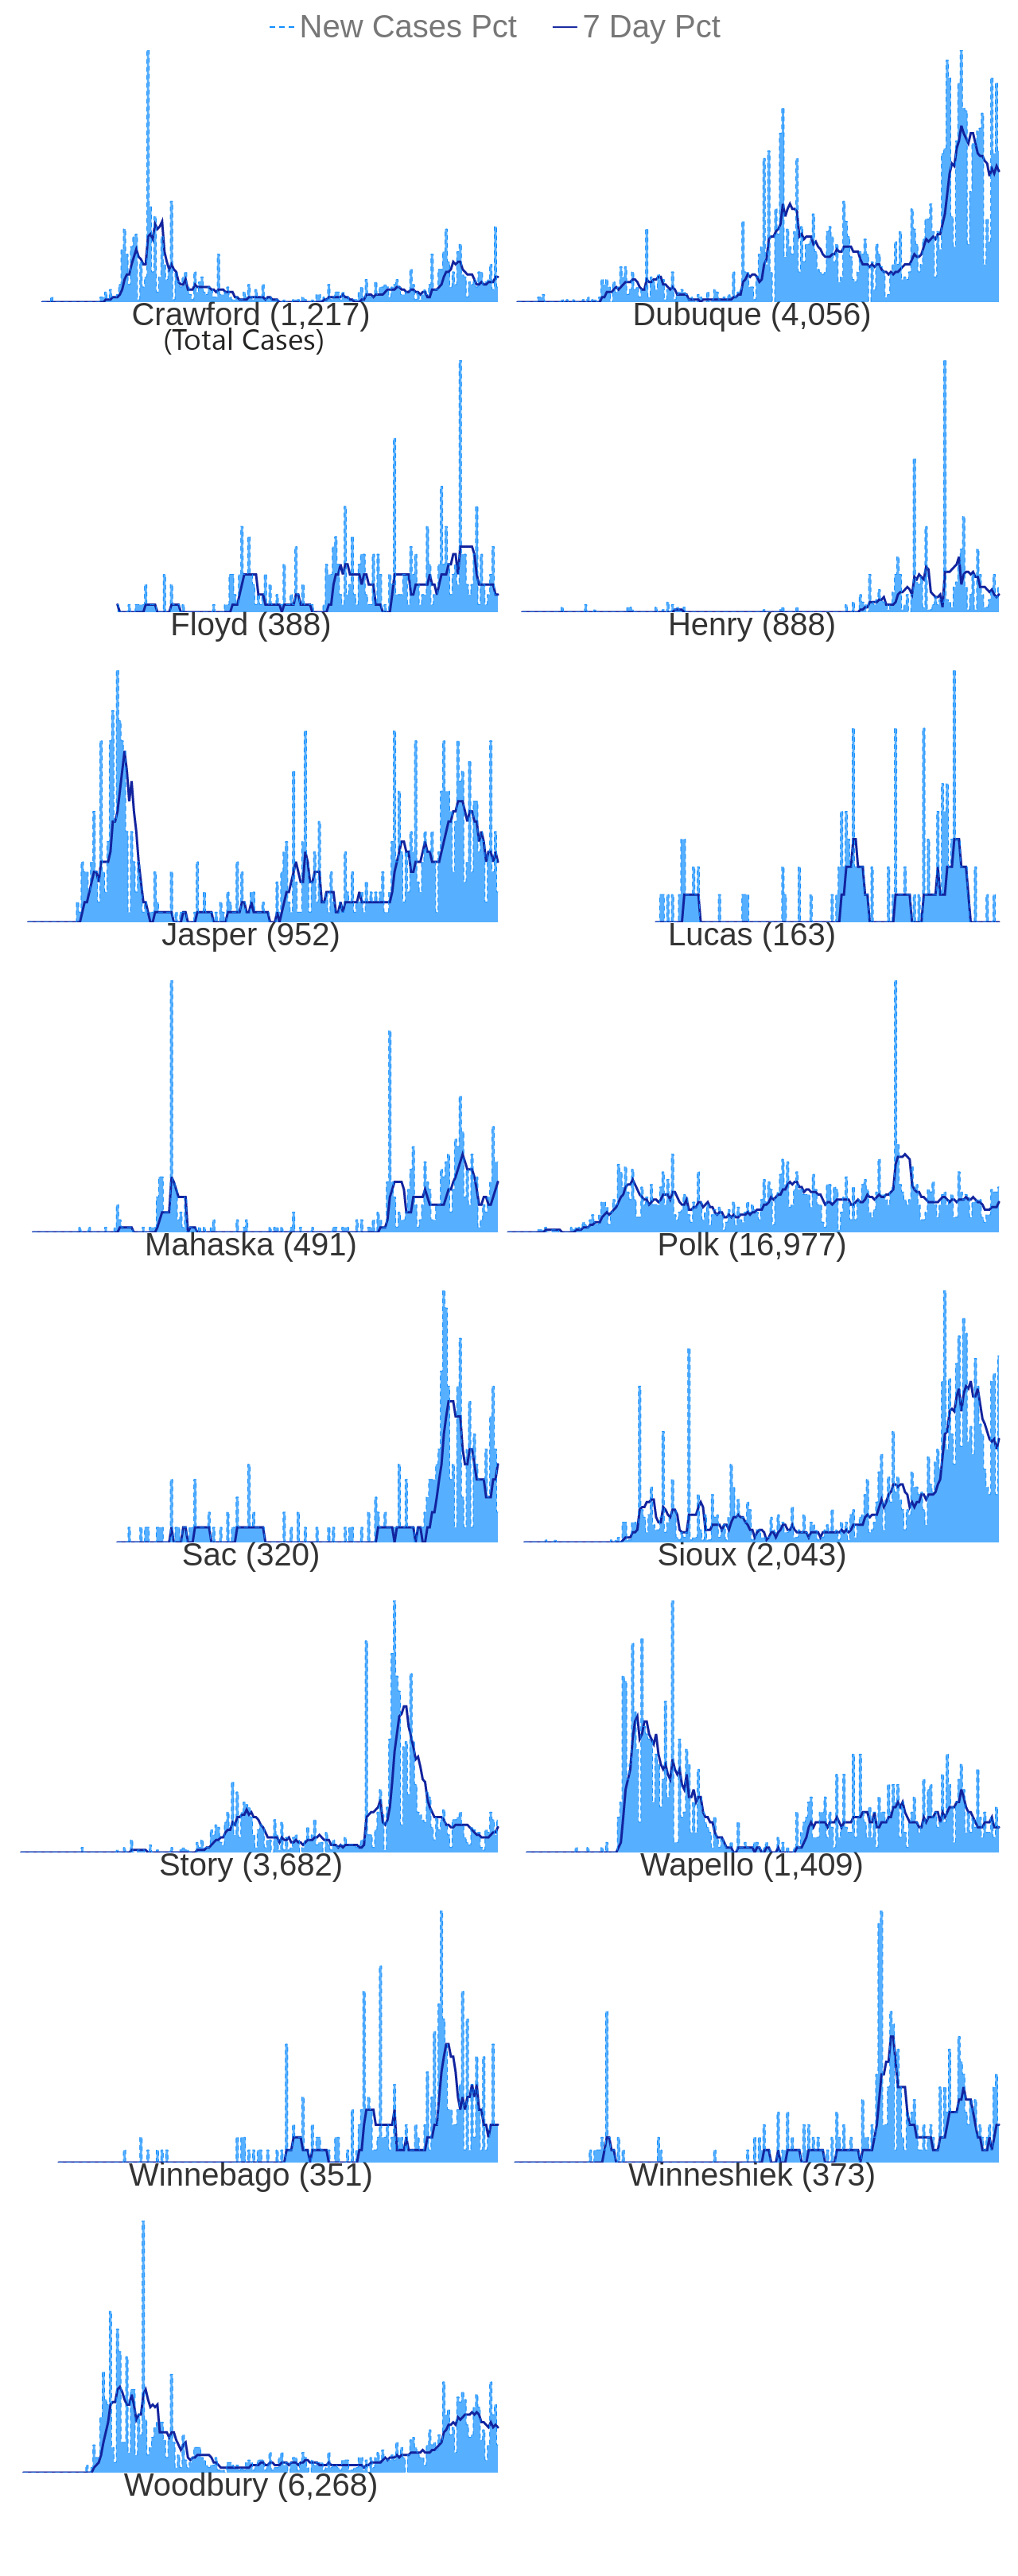 New Cases Pct 7 Day Pct
Crawford (1,217) Dubuque (4,056)
(Total Cases)
Floyd (388) Henry (888)
Jasper (952) Lucas (163)
Mahaska (491) Polk (16,977)
Sac (320) Sioux (2,043)
Story (3,682) Wapello (1,409)
Winnebago (351) Winneshiek (373)
Woodbury (6,268)